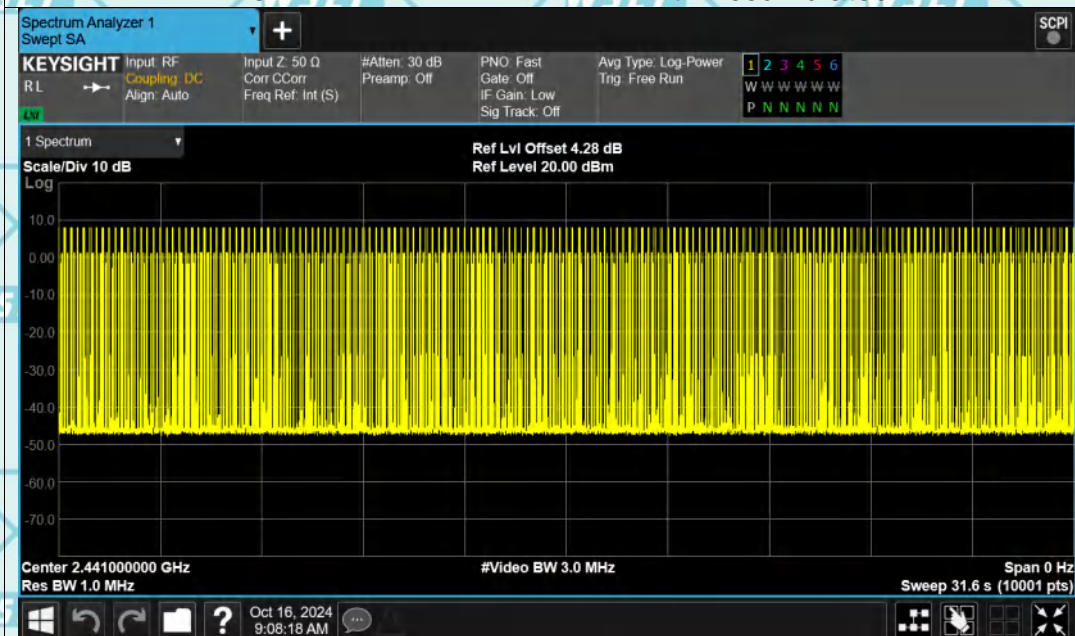 Spectrum Analyzer 1
Swept SA
+
SCPI
KEYSIGHT
RL
LXI
Input: RF
Coupling: DC
Align: Auto
Input Z: 50 Ω
Corr CCorr
Freq Ref: Int (S)
#Atten: 30 dB
Preamp: Off
PNO: Fast
Gate: Off
IF Gain: Low
Sig Track: Off
Avg Type: Log-Power
Trig: Free Run
1 2 3 4 5 6
W W W W W W
P N N N N N
1 Spectrum
Scale/Div 10 dB
Log
Ref Lvl Offset 4.28 dB
Ref Level 20.00 dBm
10.0
0.00
-10.0
-20.0
-30.0
-40.0
-50.0
-60.0
-70.0
Center 2.441000000 GHz
Res BW 1.0 MHz
#Video BW 3.0 MHz
Span 0 Hz
Sweep 31.6 s (10001 pts)
?
Oct 16, 2024
9:08:18 AM